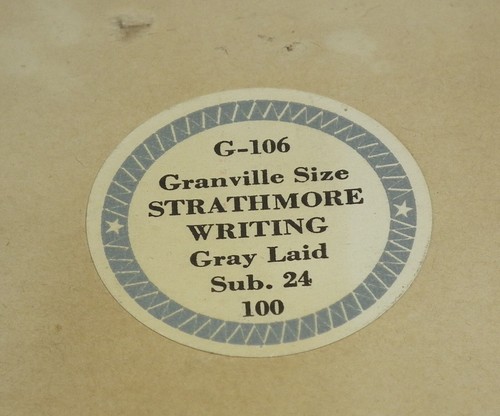 G-106
Granville Size
STRATHMORE
WRITING
Gray Laid
Sub. 24
100